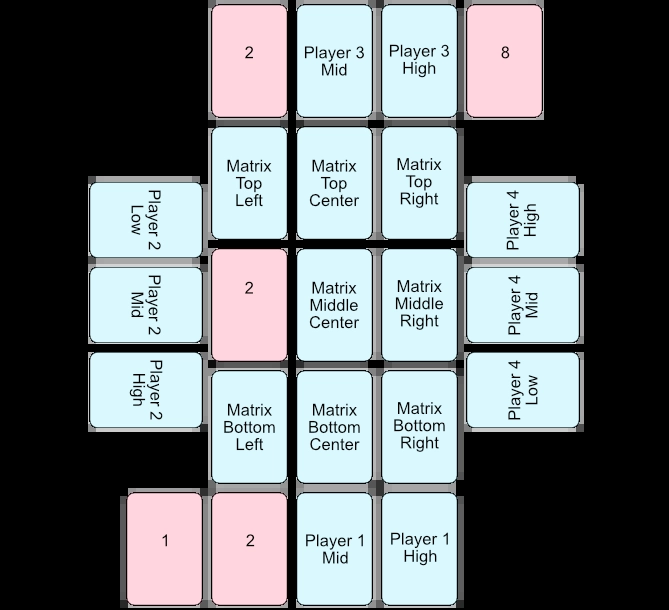 2
Player 3
Mid
Player 3
High
8
Matrix
Top
Left
Matrix
Top
Center
Matrix
Top
Right
Player 2
Low
Player 4
High
2
Matrix
Middle
Center
Matrix
Middle
Right
Player 2
Mid
Player 4
Mid
Player 2
High
Player 4
Low
Matrix
Bottom
Left
Matrix
Bottom
Center
Matrix
Bottom
Right
1
2
Player 1
Mid
Player 1
High